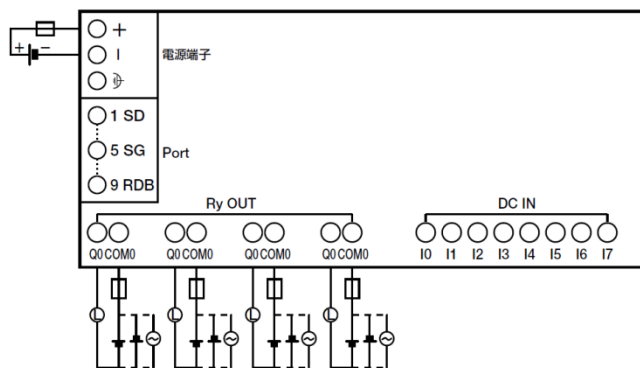 +
+ −
−
電源端子
1 SD
5 SG
Port
9 RDB
Ry OUT
DC IN
Q0 COM0 Q0 COM0 Q0 COM0 Q0 COM0 I0 I1 I2 I3 I4 I5 I6 I7
L L L L